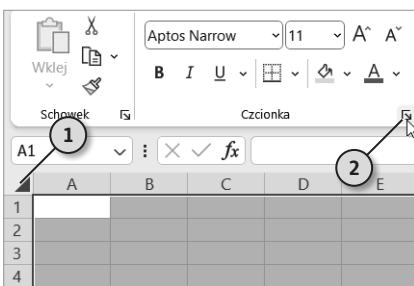 Aptos Narrow 11 A A
Wklej
B I U A
Schowek Czcionka
1
A1 fx
2
A B C D E
1
2
3
4